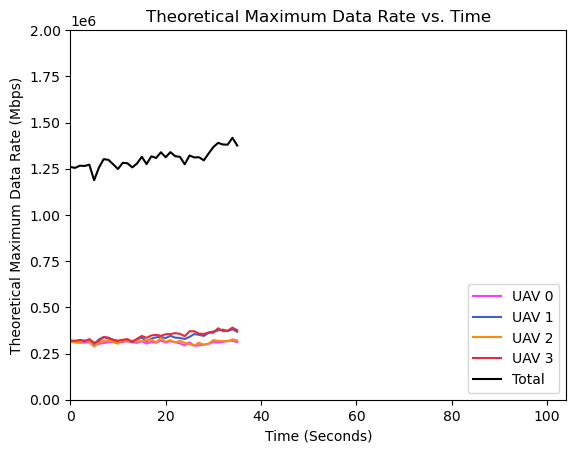 Theoretical Maximum Data Rate vs. Time
1e6
2.00
1.75
1.50
1.25
1.00
0.75
0.50
0.25
0.00
Theoretical Maximum Data Rate (Mbps)
UAV 0
UAV 1
UAV 2
UAV 3
Total
0 20 40 60 80 100
Time (Seconds)